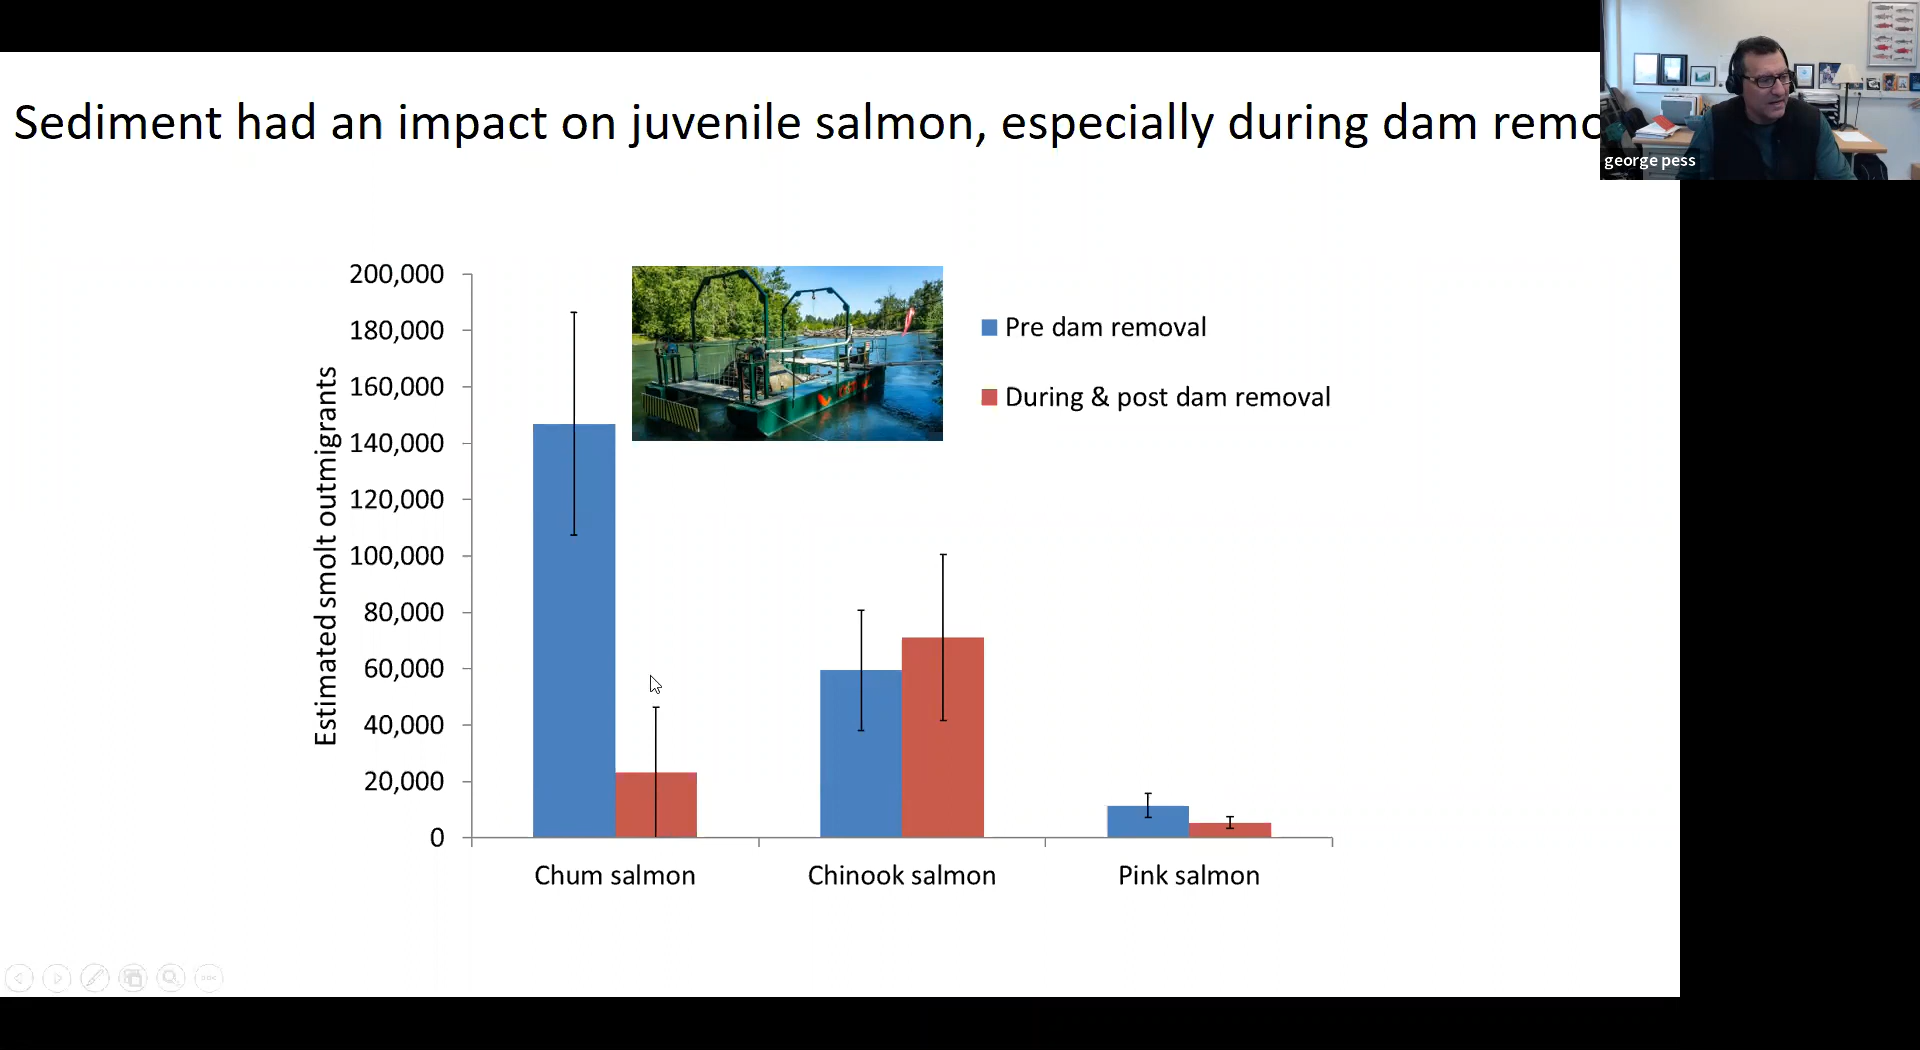 Sediment had an impact on juvenile salmon, especially during dam remo
george pess
200,000
180,000
160,000
140,000
120,000
100,000
80,000
60,000
40,000
20,000
0
Estimated smolt outmigrants
Pre dam removal
During & post dam removal
Chum salmon
Chinook salmon
Pink salmon